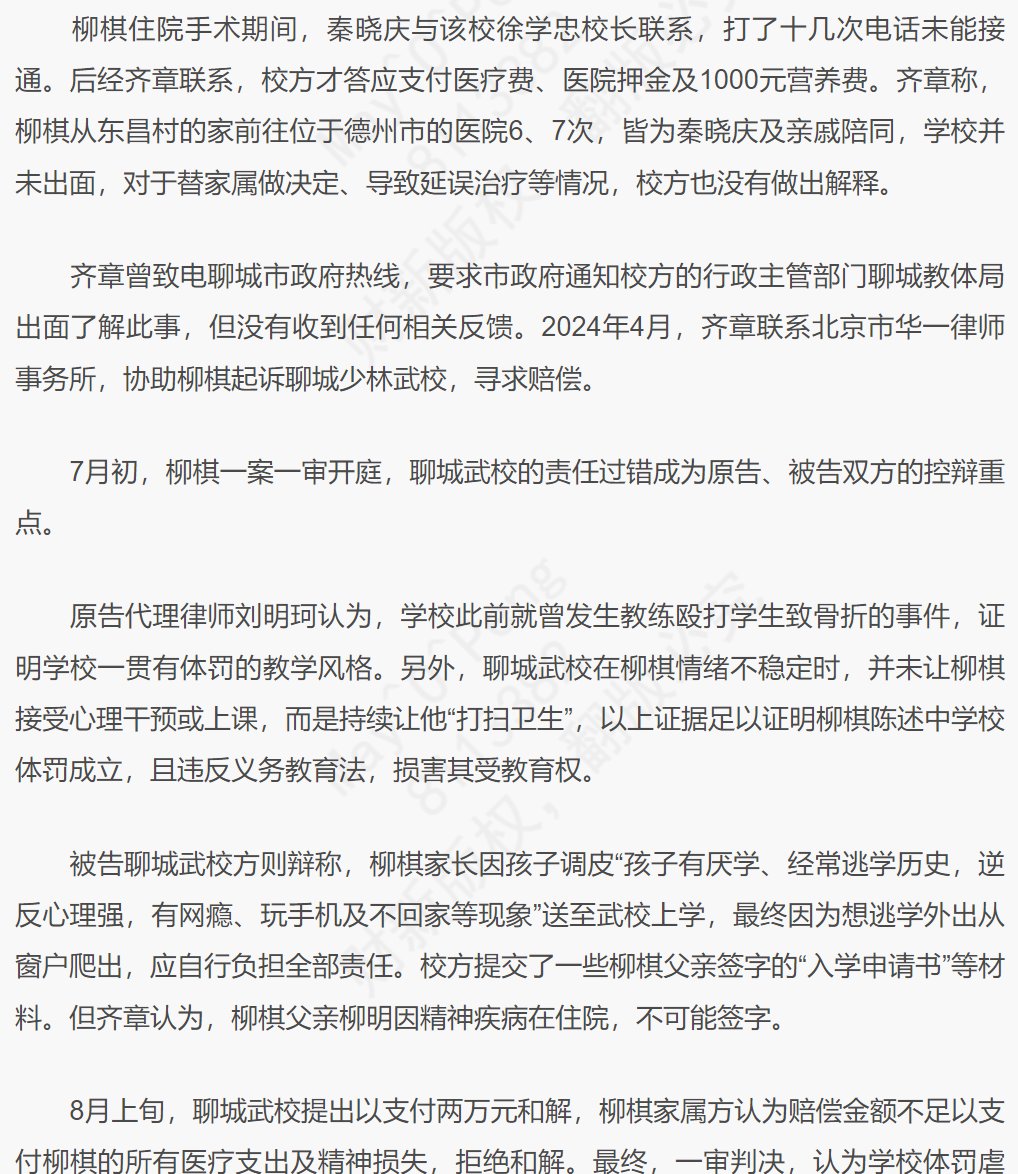 柳棋住院手术期间，秦晓庆与该校徐学忠校长联系，打了十几次电话未能接
通。后经齐章联系，校方才答应支付医疗费、医院押金及1000元营养费。齐章称，
柳棋从东昌村的家前往位于德州市的医院6、7次，皆为秦晓庆及亲戚陪同，学校并
未出面，对于替家属做决定、导致延误治疗等情况，校方也没有做出解释。
齐章曾致电聊城市政府热线，要求市政府通知校方的行政主管部门聊城教体局
出面了解此事，但没有收到任何相关反馈。2024年4月，齐章联系北京市华一律师
事务所，协助柳棋起诉聊城少林武校，寻求赔偿。
7月初，柳棋一案一审开庭，聊城武校的责任过错成为原告、被告双方的控辩重
点。
原告代理律师刘明珂认为，学校此前就曾发生教练殴打学生致骨折的事件，证
明学校一贯有体罚的教学风格。另外，聊城武校在柳棋情绪不稳定时，并未让柳棋
接受心理干预或上课，而是持续让他“打扫卫生”，以上证据足以证明柳棋陈述中学校
体罚成立，且违反义务教育法，损害其受教育权。
被告聊城武校方则辩称，柳棋家长因孩子调皮“孩子有厌学、经常逃学历史，逆
反心理强，有网瘾、玩手机及不回家等现象”送至武校上学，最终因为想逃学外出从
窗户爬出，应自行负担全部责任。校方提交了一些柳棋父亲签字的“入学申请书”等材
料。但齐章认为，柳棋父亲柳明因精神疾病在住院，不可能签字。
8月上旬，聊城武校提出以支付两万元和解，柳棋家属方认为赔偿金额不足以支
付柳棋的所有医疗支出及精神损失，拒绝和解。最终，一审判决，认为学校体罚虐
财新版权，翻版必究